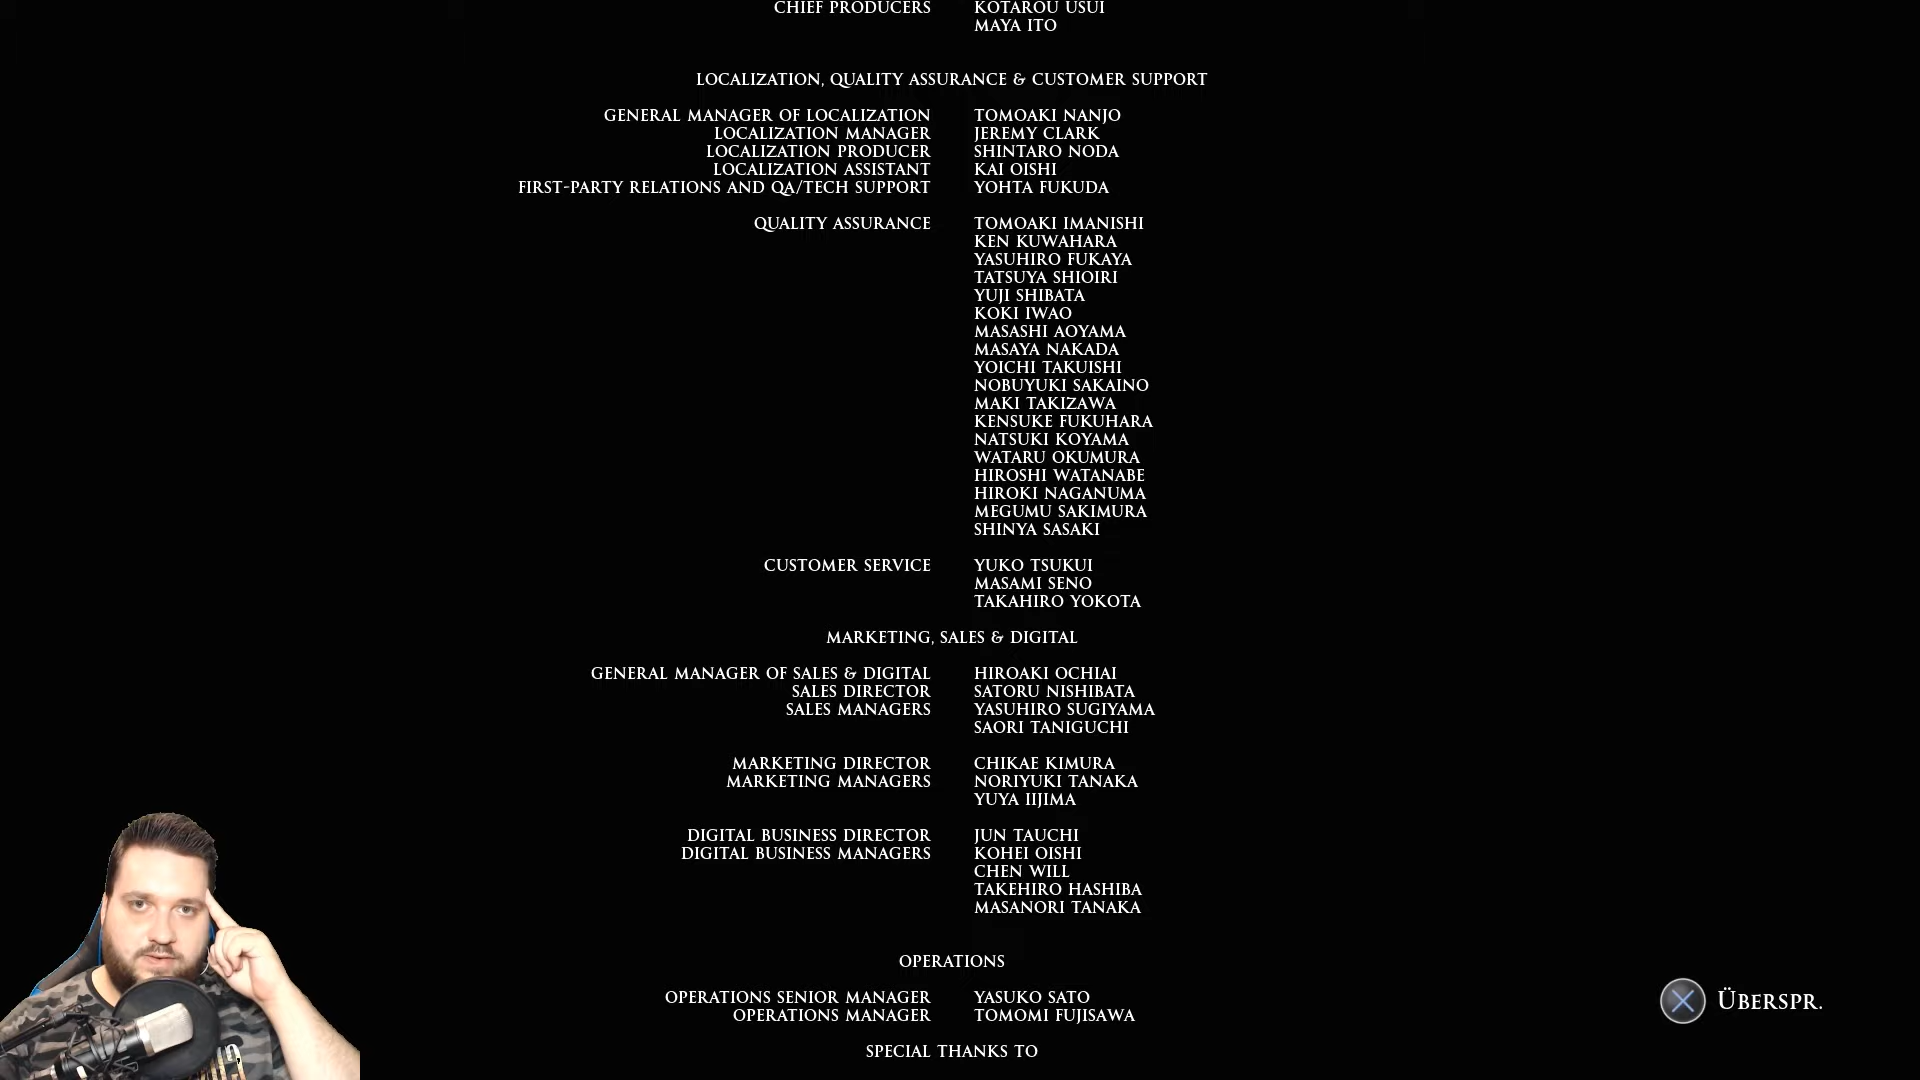 CHIEF PRODUCERS KOTAROU USUI
MAYA ITO
LOCALIZATION, QUALITY ASSURANCE & CUSTOMER SUPPORT
GENERAL MANAGER OF LOCALIZATION TOMOAKI NANJO
LOCALIZATION MANAGER JEREMY CLARK
LOCALIZATION PRODUCER SHINTARO NODA
LOCALIZATION ASSISTANT KAI OISHI
FIRST-PARTY RELATIONS AND QA/TECH SUPPORT YOHTA FUKUDA
QUALITY ASSURANCE TOMOAKI IMANISHI
KEN KUWAHARA
YASUHIRO FUKAYA
TATSUYA SHIOIRI
YUJI SHIBATA
KOKI IWAO
MASASHI AOYAMA
MASAYA NAKADA
YOICHI TAKUISHI
NOBUYUKI SAKAINO
MAKI TAKIZAWA
KENSUKE FUKUHARA
NATSUKI KOYAMA
WATARU OKUMURA
HIROSHI WATANABE
HIROKI NAGANUMA
MEGUMU SAKIMURA
SHINYA SASAKI
CUSTOMER SERVICE YUKO TSUKUI
MASAMI SENO
TAKAHIRO YOKOTA
MARKETING, SALES & DIGITAL
GENERAL MANAGER OF SALES & DIGITAL HIROAKI OCHIAI
SALES DIRECTOR SATORU NISHIBATA
SALES MANAGERS YASUHIRO SUGIYAMA
SAORI TANIGUCHI
MARKETING DIRECTOR CHIKAE KIMURA
MARKETING MANAGERS NORIYUKI TANAKA
YUYA IIJIMA
DIGITAL BUSINESS DIRECTOR JUN TAUCHI
DIGITAL BUSINESS MANAGERS KOHEI OISHI
CHEN WILL
TAKEHIRO HASHIBA
MASANORI TANAKA
OPERATIONS
OPERATIONS SENIOR MANAGER YASUKO SATO
OPERATIONS MANAGER TOMOMI FUJISAWA
SPECIAL THANKS TO
ÜBERSPR.